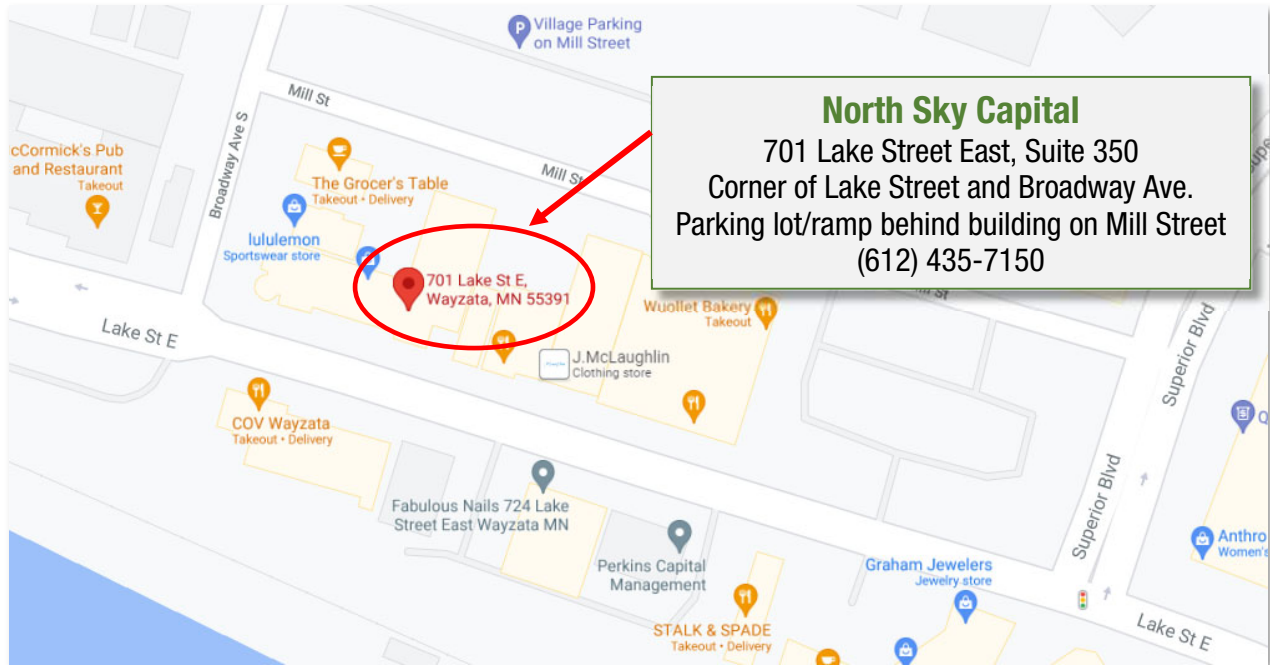 Village Parking
on Mill Street
Mill St
Broadway Ave S
cCormick's Pub
and Restaurant
Takeout
The Grocer's Table
Takeout • Delivery
lululemon
Sportswear store
Mill St
North Sky Capital
701 Lake Street East, Suite 350
Corner of Lake Street and Broadway Ave.
Parking lot/ramp behind building on Mill Street
(612) 435-7150
701 Lake St E,
Wayzata, MN 55391
Wuollet Bakery
Takeout
St
Superior Blvd
Lake St E
J.McLaughlin
Clothing store
COV Wayzata
Takeout • Delivery
Q
Fabulous Nails 724 Lake
Street East Wayzata MN
Superior Blvd
Perkins Capital
Management
Graham Jewelers
Jewelry store
Anthro
Women's
STALK & SPADE
Takeout • Delivery
Lake St E